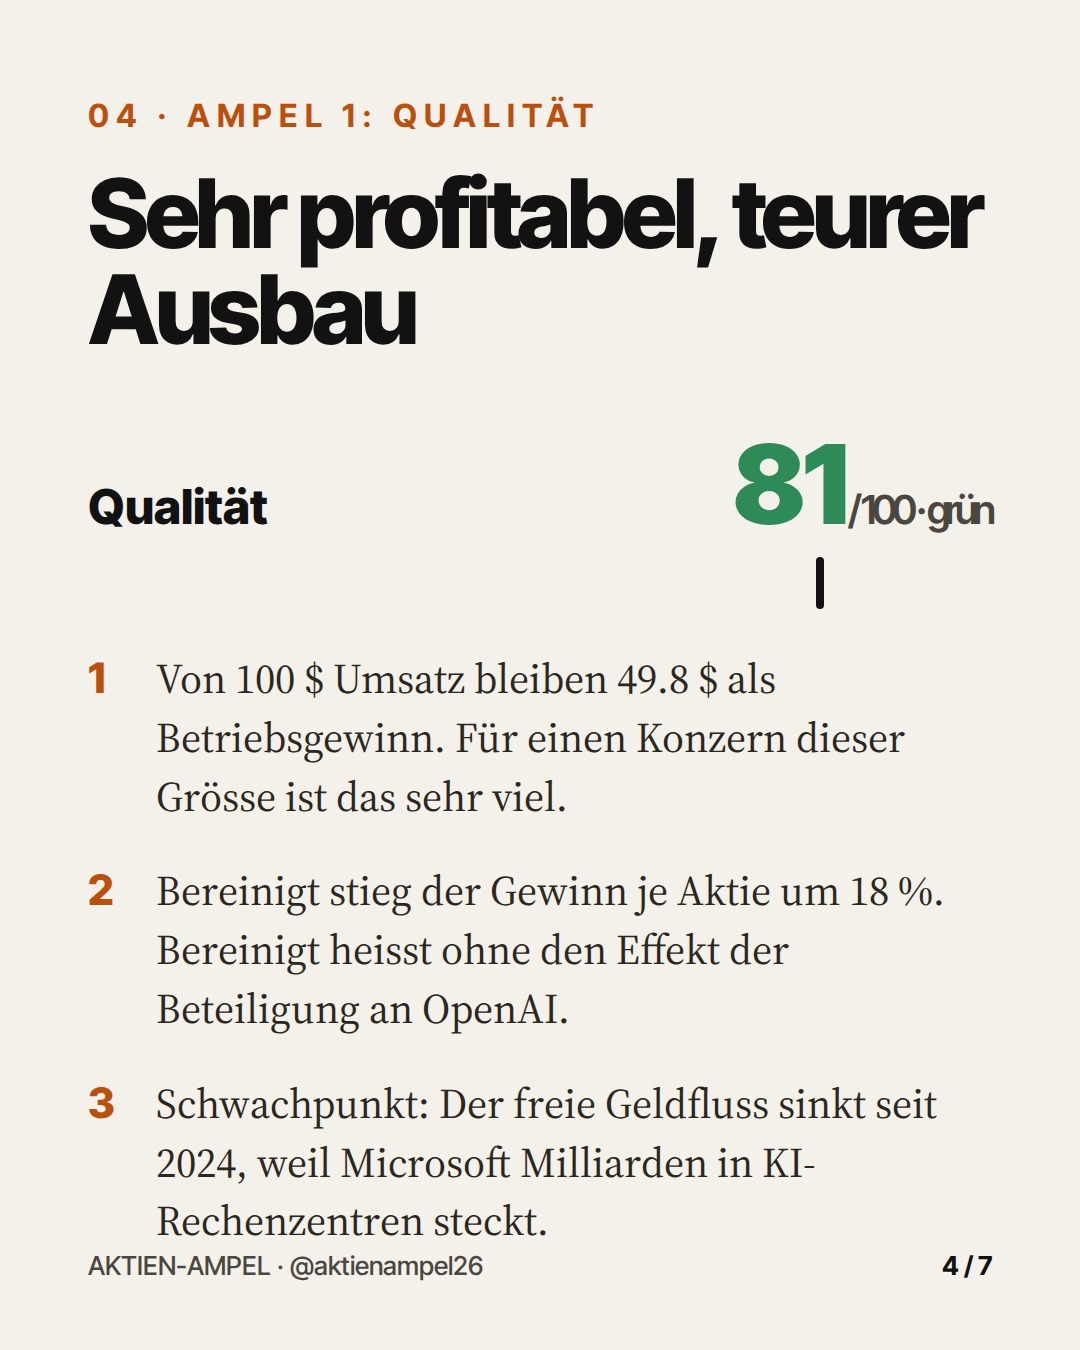 04 · AMPEL 1: QUALITÄT
Sehr profitabel, teurer
Ausbau
Qualität
81/100·grün
1 Von 100 $ Umsatz bleiben 49.8 $ als
Betriebsgewinn. Für einen Konzern dieser
Grösse ist das sehr viel.
2 Bereinigt stieg der Gewinn je Aktie um 18 %.
Bereinigt heisst ohne den Effekt der
Beteiligung an OpenAI.
3 Schwachpunkt: Der freie Geldfluss sinkt seit
2024, weil Microsoft Milliarden in KI-
Rechenzentren steckt.
AKTIEN-AMPEL · @aktienampel26
4/7